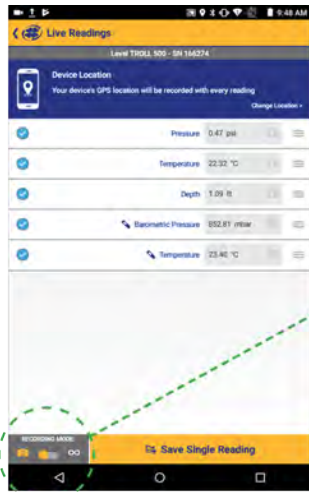 9:48 AM
Live Readings
Level TROLL 500 - SN 166274
Device Location
Your device's GPS location will be recorded with every reading
Change Location
Pressure 0.47 psi
Temperature 22.32 °C
Depth 1.09 ft
Barometric Pressure 852.81 mbar
Temperature 23.40 °C
RECORDING MODE:
Save Single Reading